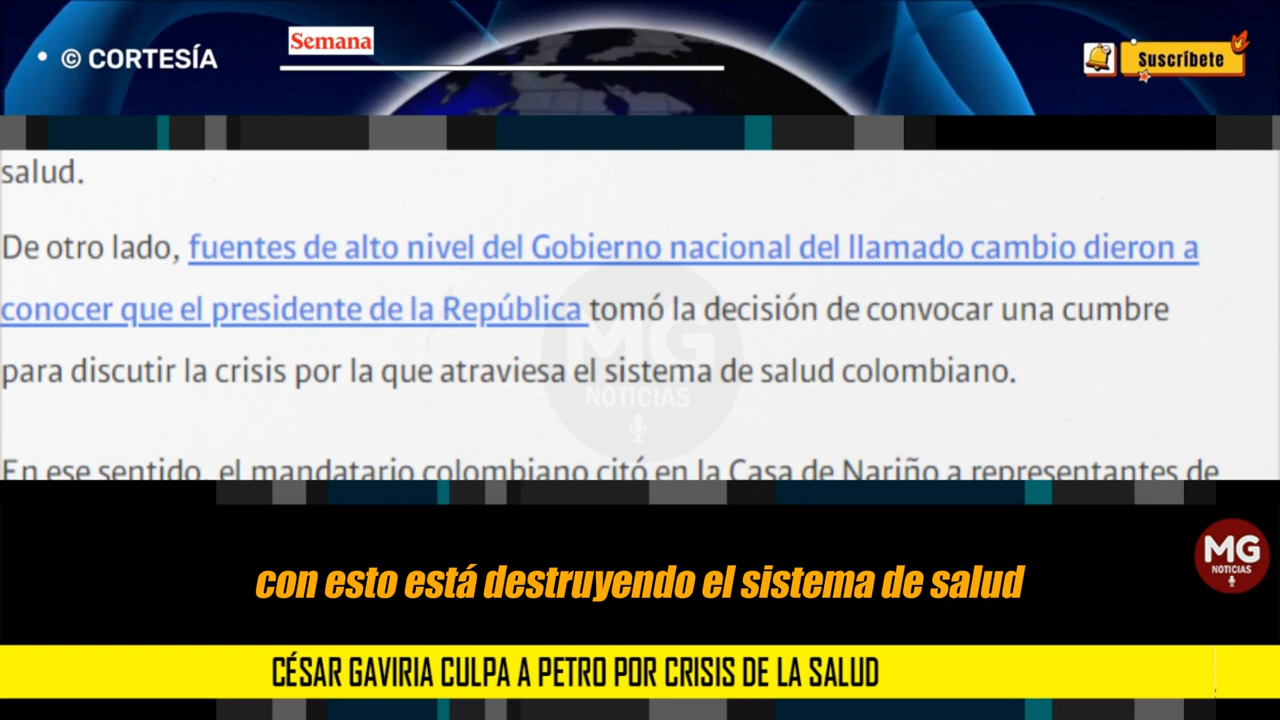 © CORTESÍA
Semana
Suscríbete
salud.
De otro lado, fuentes de alto nivel del Gobierno nacional del llamado cambio dieron a
conocer que el presidente de la República tomó la decisión de convocar una cumbre
para discutir la crisis por la que atraviesa el sistema de salud colombiano.
MG
NOTICIAS
En ese sentido, el mandatario colombiano citó en la Casa de Nariño a representantes de
MG
NOTICIAS
con esto está destruyendo el sistema de salud
CÉSAR GAVIRIA CULPA A PETRO POR CRISIS DE LA SALUD